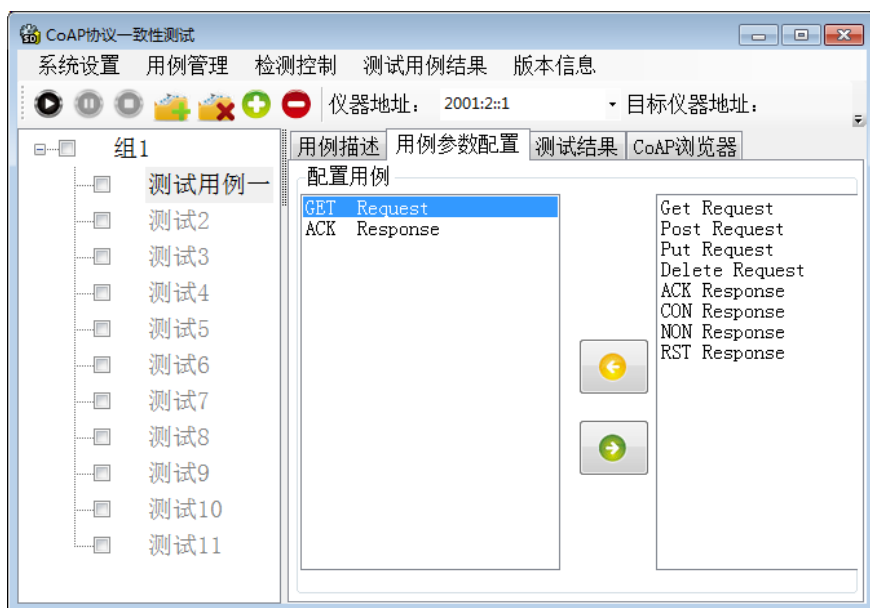 CoAP协议一致性测试
系统设置 用例管理 检测控制 测试用例结果 版本信息
仪器地址： 2001:2::1 目标仪器地址：
组1
测试用例一
测试2
测试3
测试4
测试5
测试6
测试7
测试8
测试9
测试10
测试11
用例描述 用例参数配置 测试结果 CoAP浏览器
配置用例
GET Request
ACK Response
Get Request
Post Request
Put Request
Delete Request
ACK Response
CON Response
NON Response
RST Response